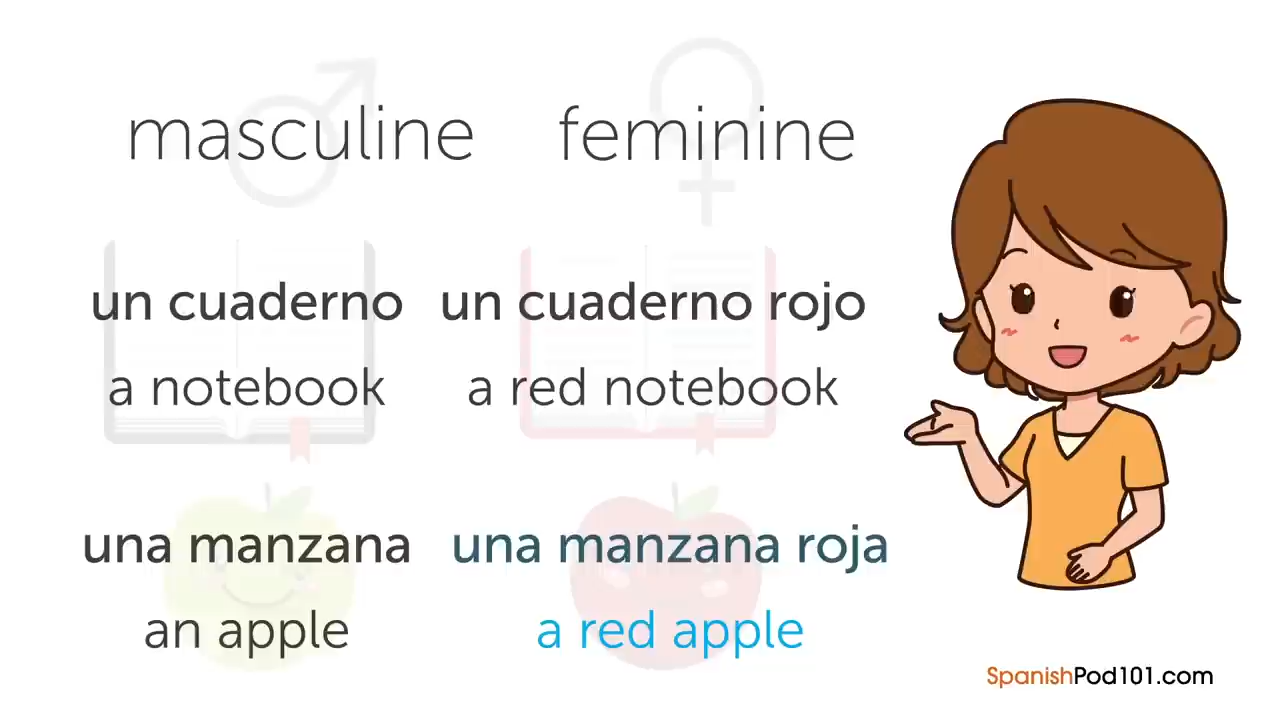 masculine feminine
un cuaderno un cuaderno rojo
a notebook a red notebook
una manzana una manzana roja
an apple a red apple
SpanishPod101.com